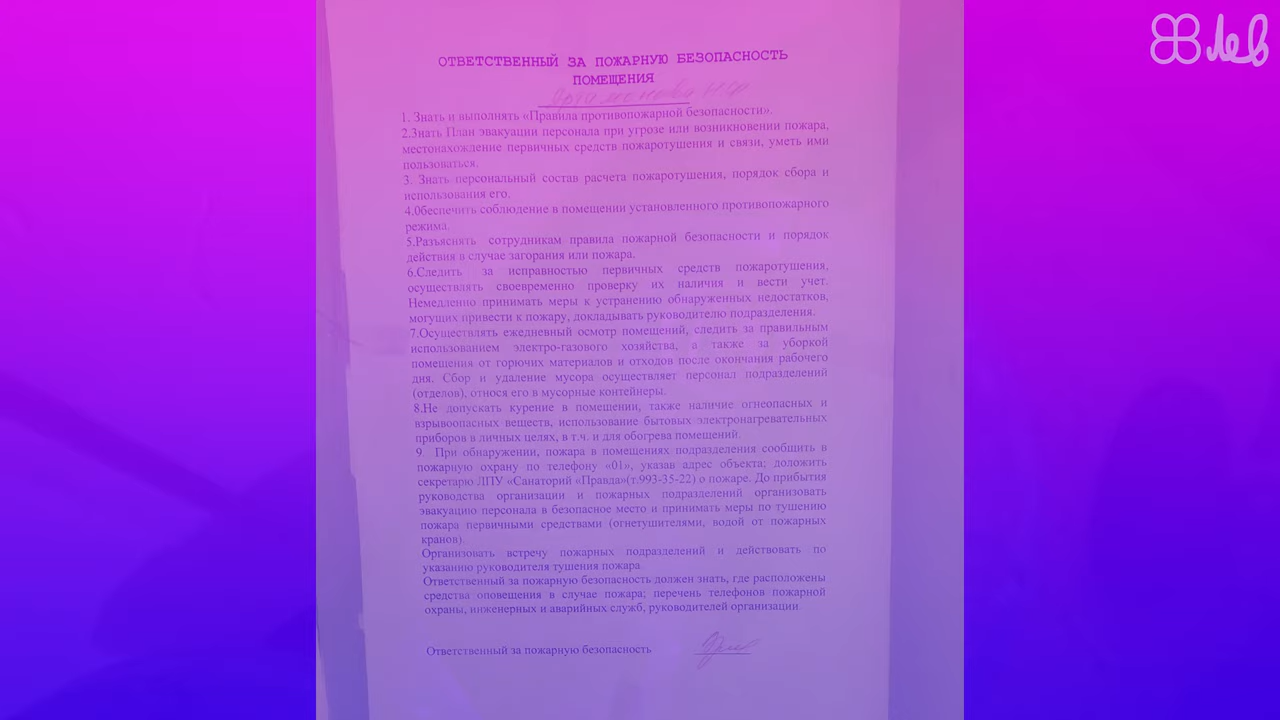 Лев
ОТВЕТСТВЕННЫЙ ЗА ПОЖАРНУЮ БЕЗОПАСНОСТЬ
ПОМЕЩЕНИЯ
1. Знать и выполнять «Правила противопожарной безопасности».
2.Знать План эвакуации персонала при угрозе или возникновении пожара,
местонахождение первичных средств пожаротушения и связи, уметь ими
пользоваться.
3. Знать персональный состав расчета пожаротушения, порядок сбора и
использования его.
4.Обеспечить соблюдение в помещении установленного противопожарного
режима.
5.Разъяснять сотрудникам правила пожарной безопасности и порядок
действия в случае загорания или пожара.
6.Следить за исправностью первичных средств пожаротушения,
осуществлять своевременно проверку их наличия и вести учет.
Немедленно принимать меры к устранению обнаруженных недостатков,
могущих привести к пожару, докладывать руководителю подразделения.
7.Осуществлять ежедневный осмотр помещений, следить за правильным
использованием электро-газового хозяйства, а также за уборкой
помещения от горючих материалов и отходов после окончания рабочего
дня. Сбор и удаление мусора осуществляет персонал подразделений
(отделов), относя его в мусорные контейнеры.
8.Не допускать курение в помещении, также наличие огнеопасных и
взрывоопасных веществ, использование бытовых электронагревательных
приборов в личных целях, в т.ч. и для обогрева помещений.
9. При обнаружении, пожара в помещениях подразделения сообщить в
пожарную охрану по телефону «01», указав адрес объекта; доложить
секретарю ЛПУ «Санаторий «Правда»(т.993-35-22) о пожаре. До прибытия
руководства организации и пожарных подразделений организовать
эвакуацию персонала в безопасное место и принимать меры по тушению
пожара первичными средствами (огнетушителями, водой от пожарных
кранов).
Организовать встречу пожарных подразделений и действовать по
указанию руководителя тушения пожара.
Ответственный за пожарную безопасность должен знать, где расположены
средства оповещения в случае пожара; перечень телефонов пожарной
охраны, инженерных и аварийных служб, руководителей организации.
Ответственный за пожарную безопасность